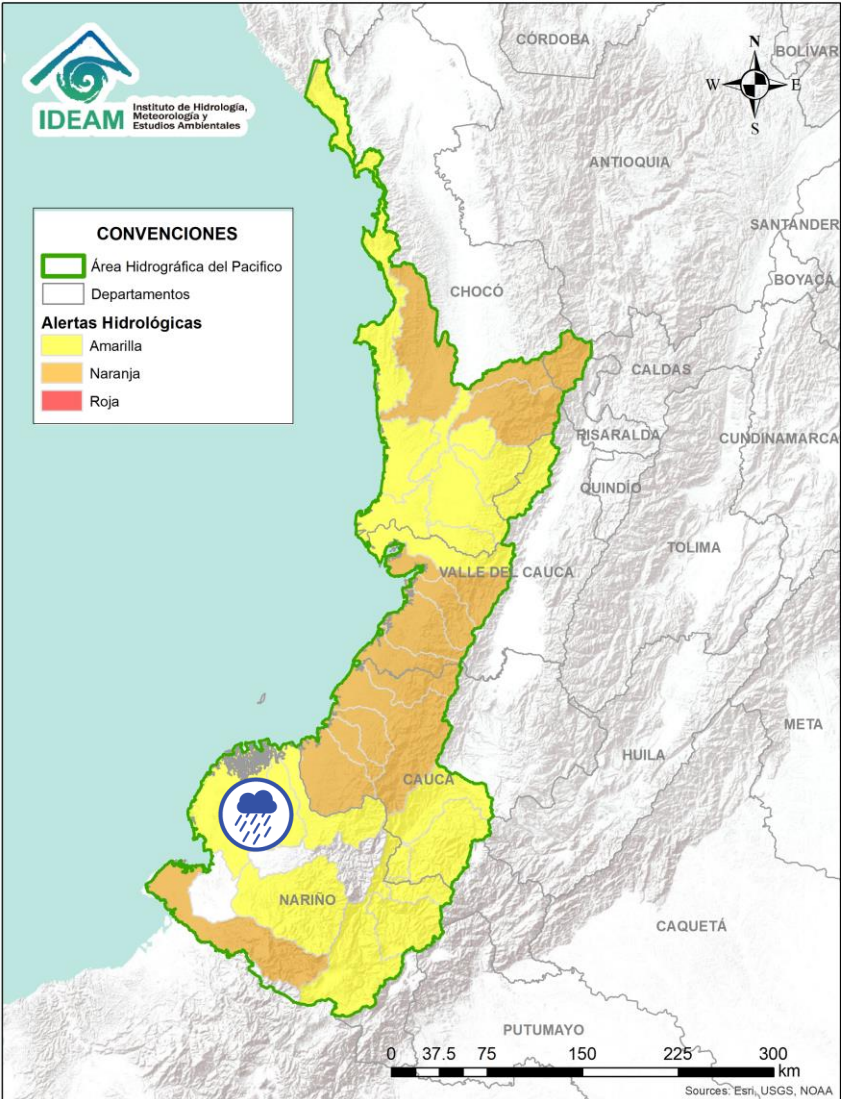 IDEAM
Instituto de Hidrología,
Meteorología y
Estudios Ambientales
N
W
E
S
CÓRDOBA
BOLÍVAR
ANTIOQUIA
SANTANDER
BOYACÁ
CHOCÓ
CONVENCIONES
Área Hidrográfica del Pacifico
Departamentos
Alertas Hidrológicas
Amarilla
Naranja
Roja
CALDAS
RISARALDA
CUNDINAMARCA
QUINDÍO
TOLIMA
VALLE DEL CAUCA
META
HUILA
CAUCA
NARIÑO
CAQUETÁ
PUTUMAYO
0 37.5 75 150 225 300
km
Sources: Esri, USGS, NOAA